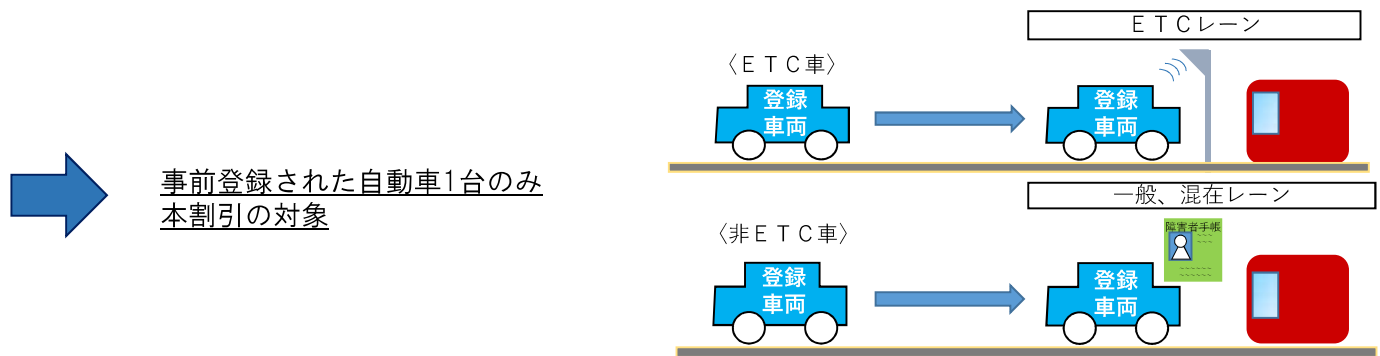 事前登録された自動車1台のみ
本割引の対象
ＥＴＣレーン
〈ＥＴＣ車〉
登録
車両
登録
車両
一般、混在レーン
〈非ＥＴＣ車〉
障害者手帳
登録
車両
登録
車両